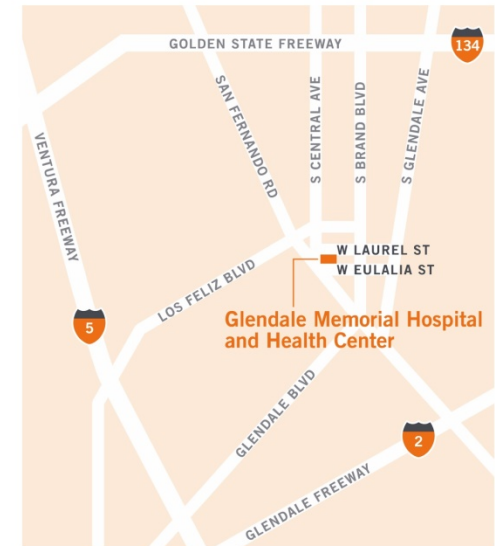 GOLDEN STATE FREEWAY
134
SAN FERNANDO RD
S CENTRAL AVE
S BRAND BLVD
S GLENDALE AVE
VENTURA FREEWAY
W LAUREL ST
W EULALIA ST
LOS FELIZ BLVD
5
Glendale Memorial Hospital
and Health Center
GLENDALE BLVD
2
GLENDALE FREEWAY